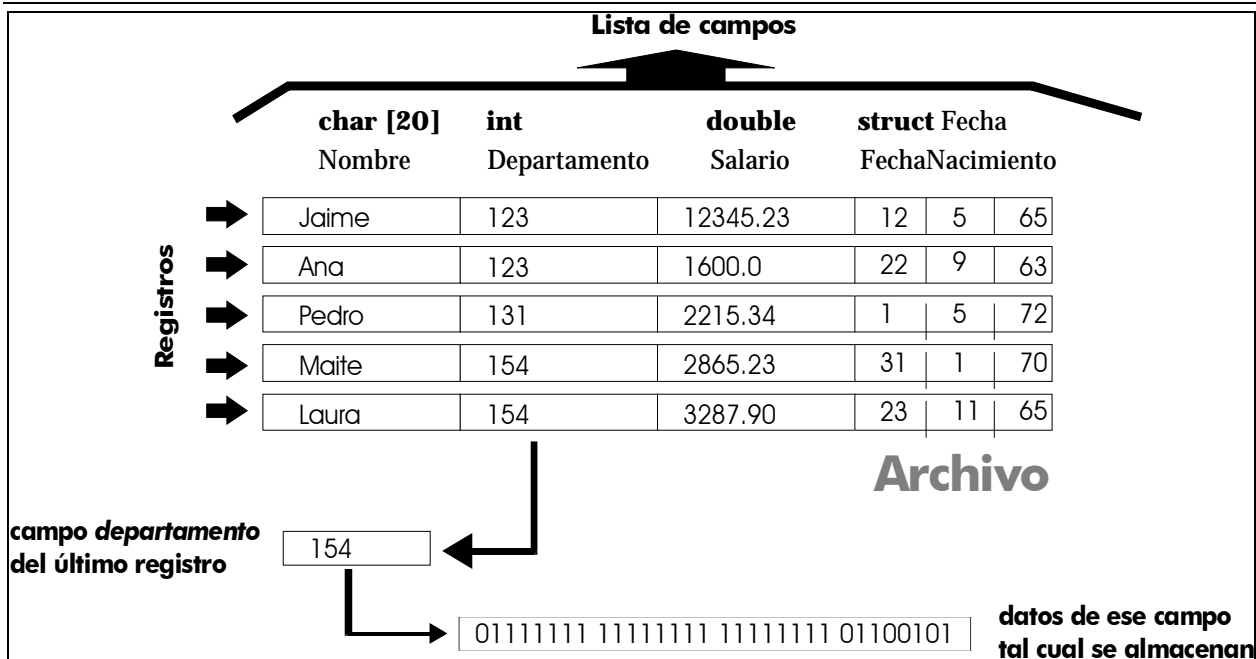 Lista de campos
char [20] int double struct Fecha
Nombre Departamento Salario FechaNacimiento
Registros
Jaime 123 12345.23 12 5 65
Ana 123 1600.0 22 9 63
Pedro 131 2215.34 1 5 72
Maite 154 2865.23 31 1 70
Laura 154 3287.90 23 11 65
Archivo
campo departamento
del último registro
154
01111111 11111111 11111111 01100101
datos de ese campo
tal cual se almacenan